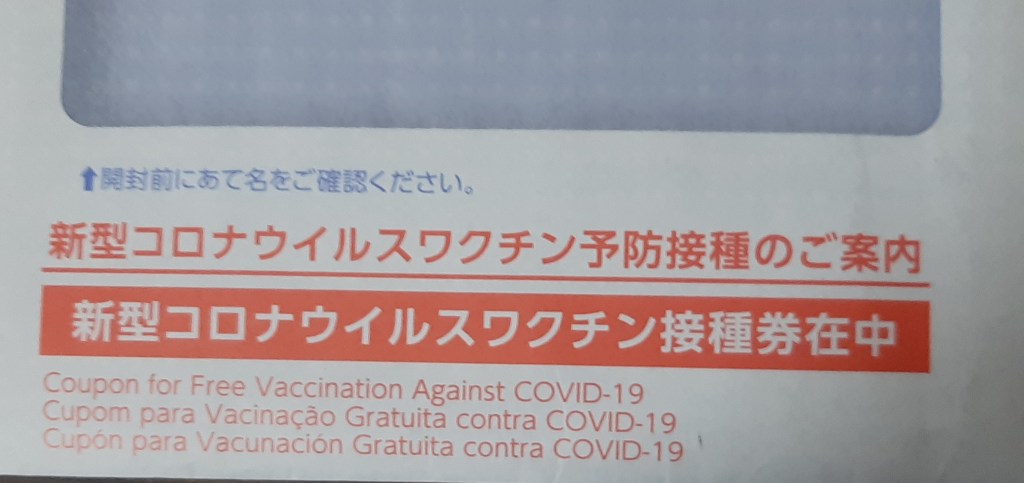 ⬆開封前にあて名をご確認ください。
新型コロナウイルスワクチン予防接種のご案内
新型コロナウイルスワクチン接種券在中
Coupon for Free Vaccination Against COVID-19
Cupom para Vacinação Gratuita contra COVID-19
Cupón para Vacunación Gratuita contra COVID-19